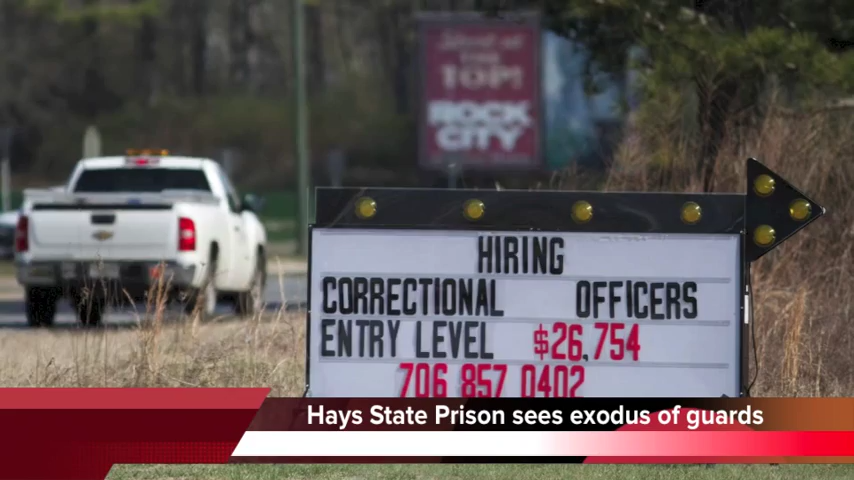 TOP!
ROCK
CITY
HIRING
CORRECTIONAL OFFICERS
ENTRY LEVEL $26,754
706 857 0402
Hays State Prison sees exodus of guards